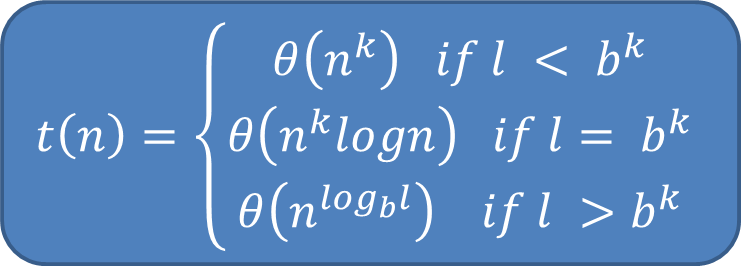 θ(n^k) if l < b^k
t(n) = { θ(n^k logn) if l = b^k
θ(n^{log_b l}) if l > b^k